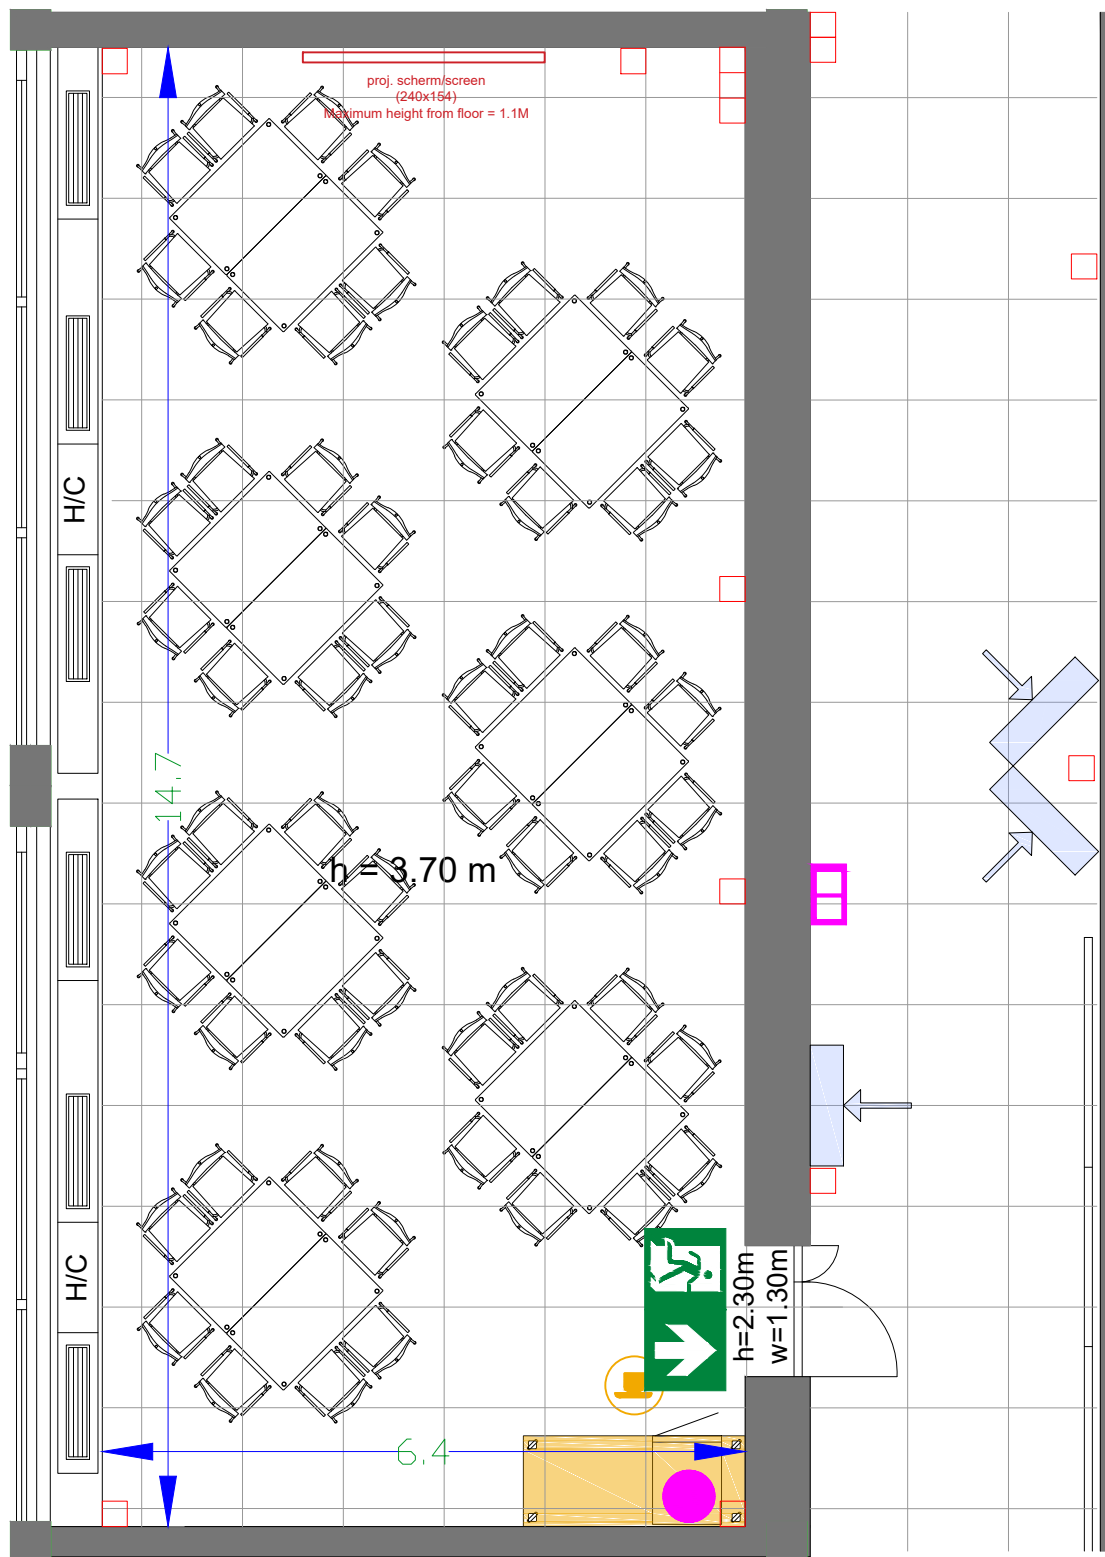 proj. scherm/screen
(240x154)
Maximum height from floor = 1.1M
H/C
14,7
h = 3.70 m
H/C
h=2.30m
w=1.30m
6,4